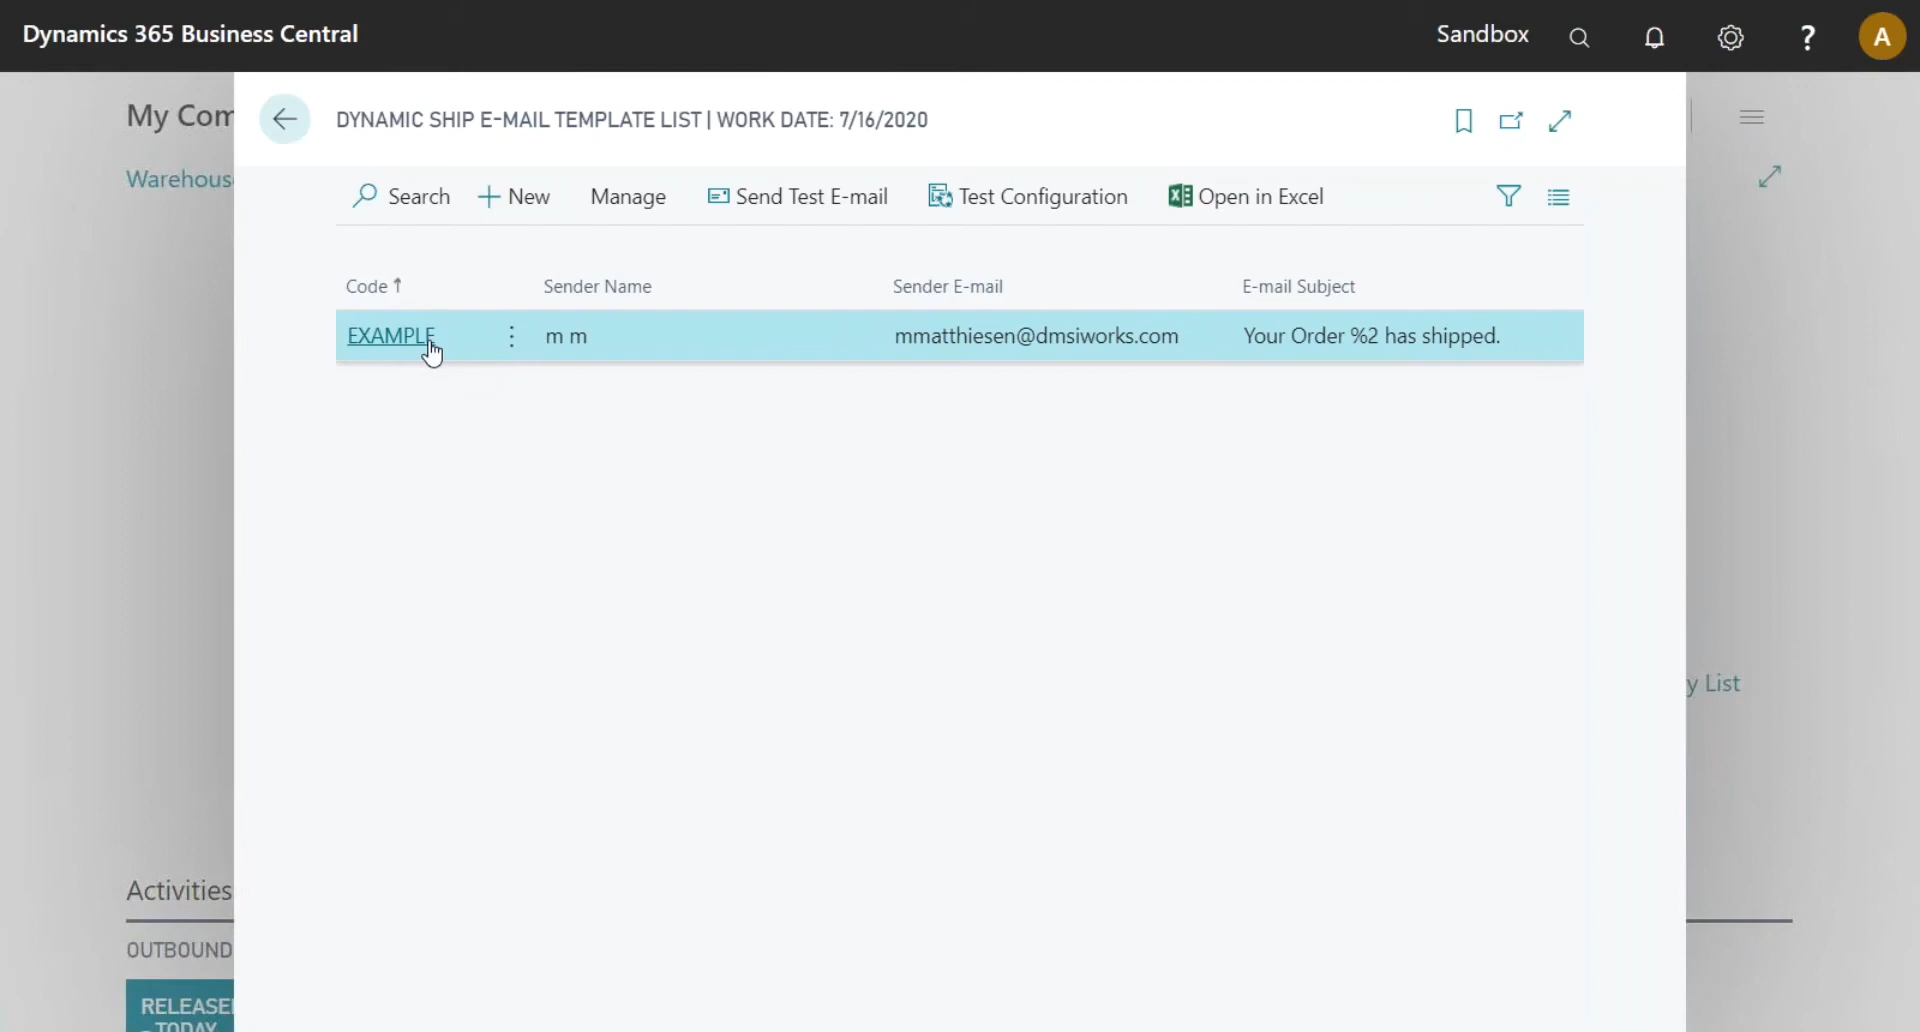 Dynamics 365 Business Central
Sandbox
?
A
My Com
DYNAMIC SHIP E-MAIL TEMPLATE LIST | WORK DATE: 7/16/2020
Warehous
Search
New
Manage
Send Test E-mail
Test Configuration
Open in Excel
Code ↑
Sender Name
Sender E-mail
E-mail Subject
EXAMPLE
m m
mmatthiesen@dmsiworks.com
Your Order %2 has shipped.
y List
Activities
OUTBOUND
RELEASE
TODAY